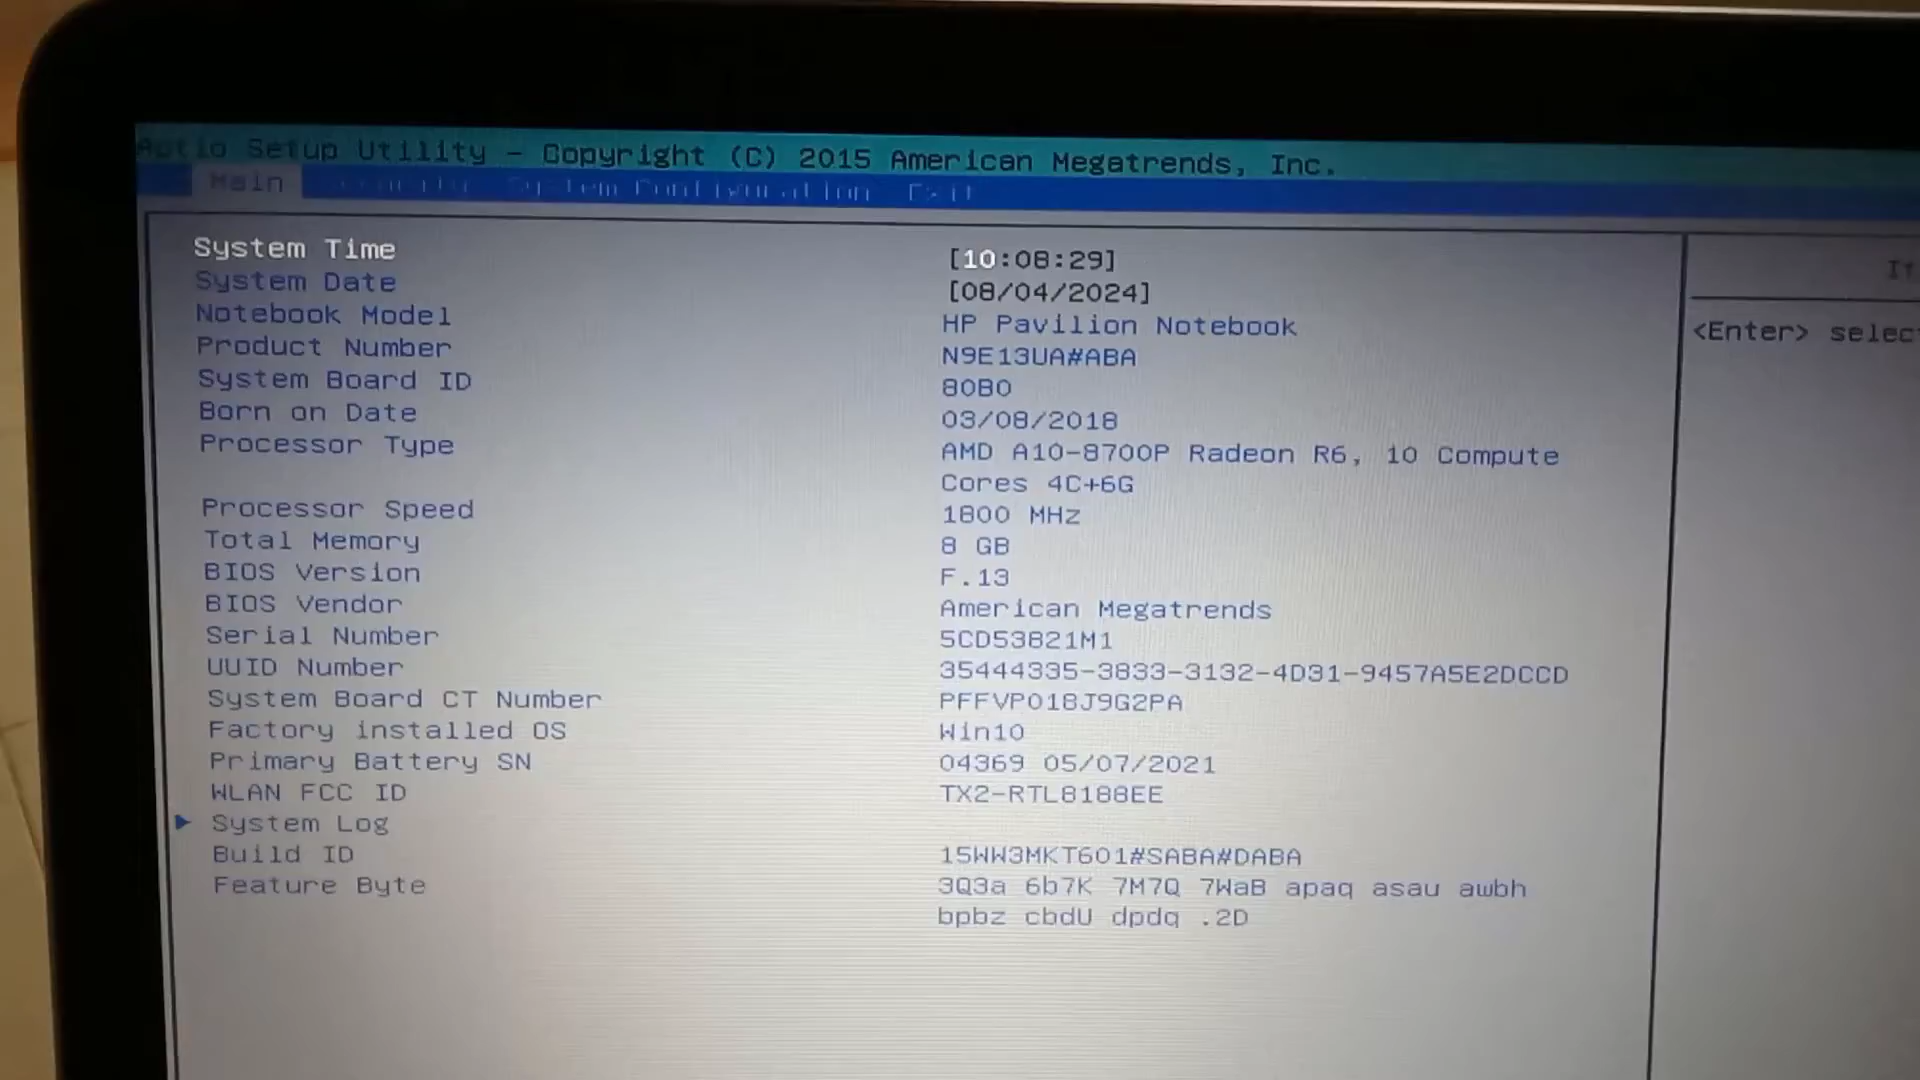 Aptio Setup Utility - Copyright (C) 2015 American Megatrends, Inc.
Main Security System Configuration Exit
System Time [10:08:29]
System Date [08/04/2024]
Notebook Model HP Pavilion Notebook
Product Number N9E13UA#ABA
System Board ID 80B0
Born on Date 03/08/2018
Processor Type AMD A10-8700P Radeon R6, 10 Compute
Cores 4C+6G
Processor Speed 1800 MHz
Total Memory 8 GB
BIOS Version F.13
BIOS Vendor American Megatrends
Serial Number 5CD53821M1
UUID Number 35444335-3833-3132-4D31-9457A5E2DCCD
System Board CT Number PFFVP018J9G2PA
Factory installed OS Win10
Primary Battery SN 04369 05/07/2021
WLAN FCC ID TX2-RTL8188EE
System Log
Build ID 15WW3MKT601#SABA#DABA
Feature Byte 3Q3a 6b7K 7M7Q 7WaB apaq asau awbh
bpbz cbdU dpdq .2D
<Enter> selec